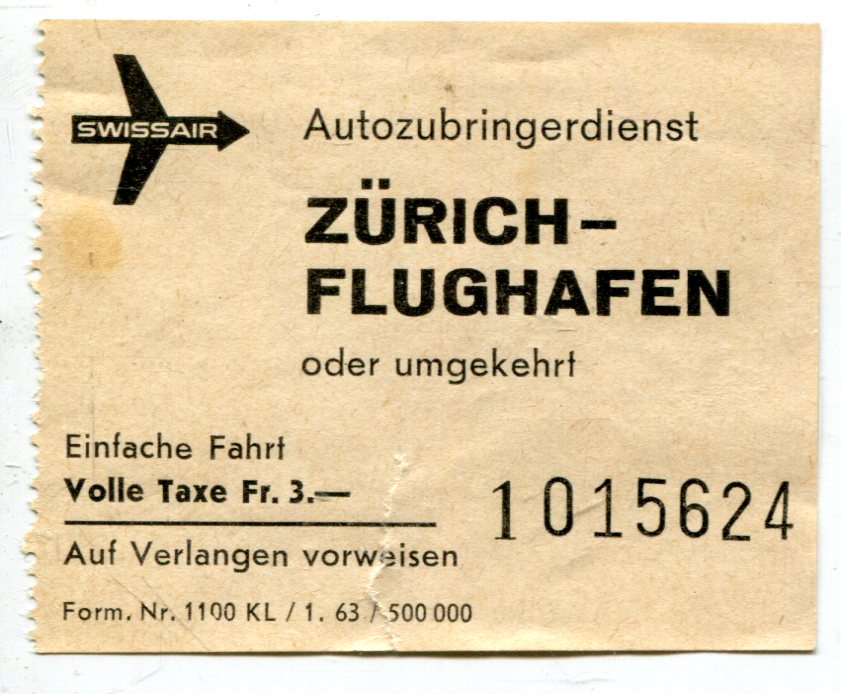 SWISSAIR
Autozubringerdienst
ZÜRICH–
FLUGHAFEN
oder umgekehrt
Einfache Fahrt
Volle Taxe Fr. 3.—
1015624
Auf Verlangen vorweisen
Form. Nr. 1100 KL / 1. 63 / 500 000